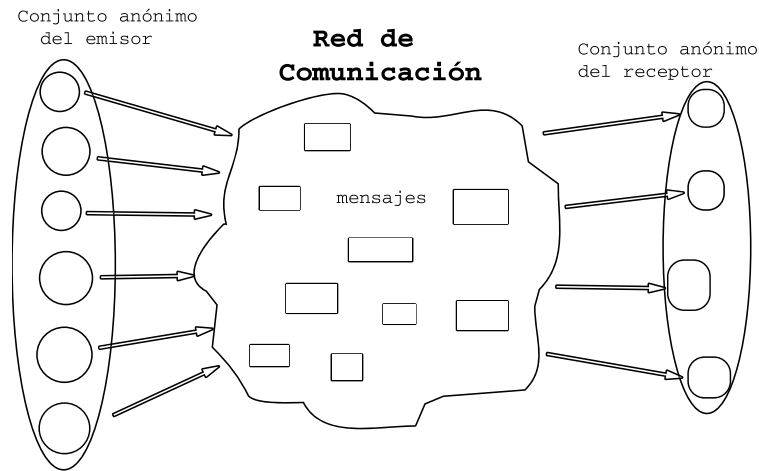 Conjunto anónimo
del emisor
Red de
Comunicación
Conjunto anónimo
del receptor
mensajes